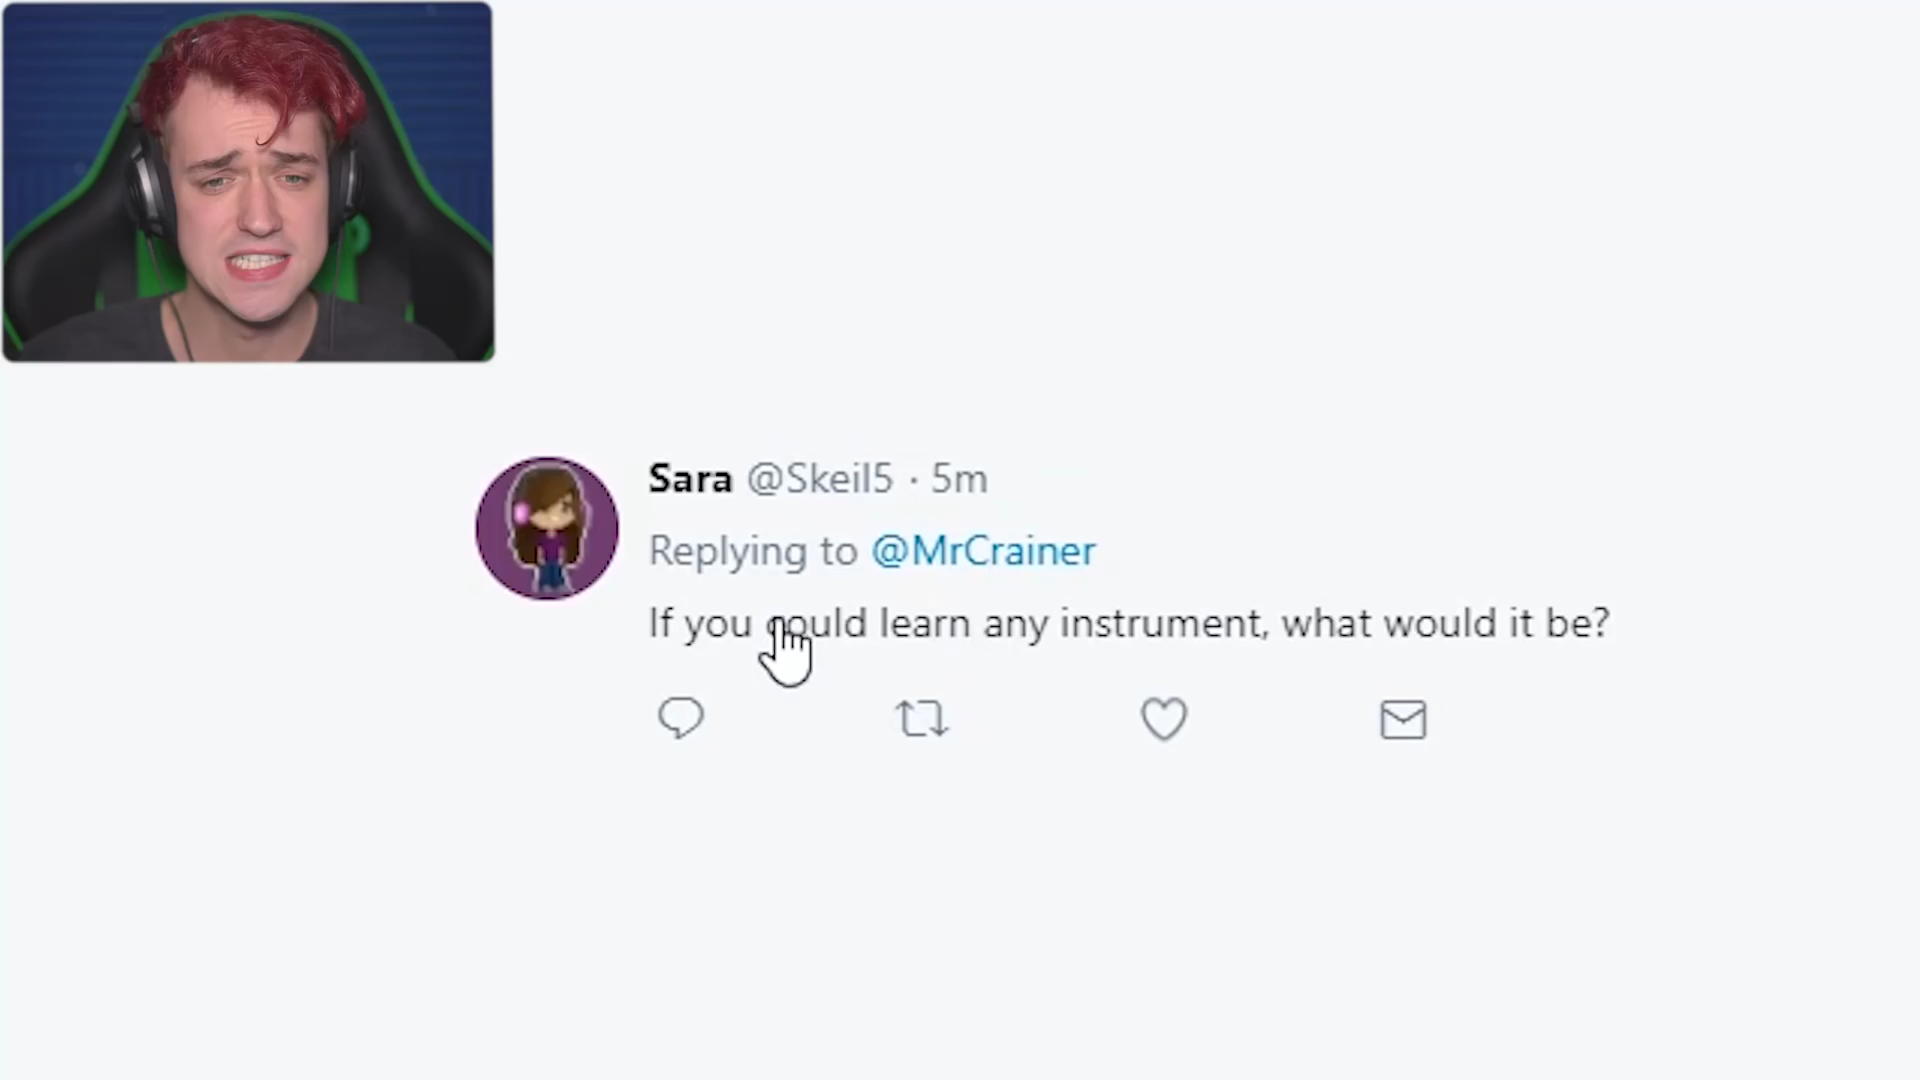 Sara @Skeil5 · 5m
Replying to @MrCrainer
If you could learn any instrument, what would it be?